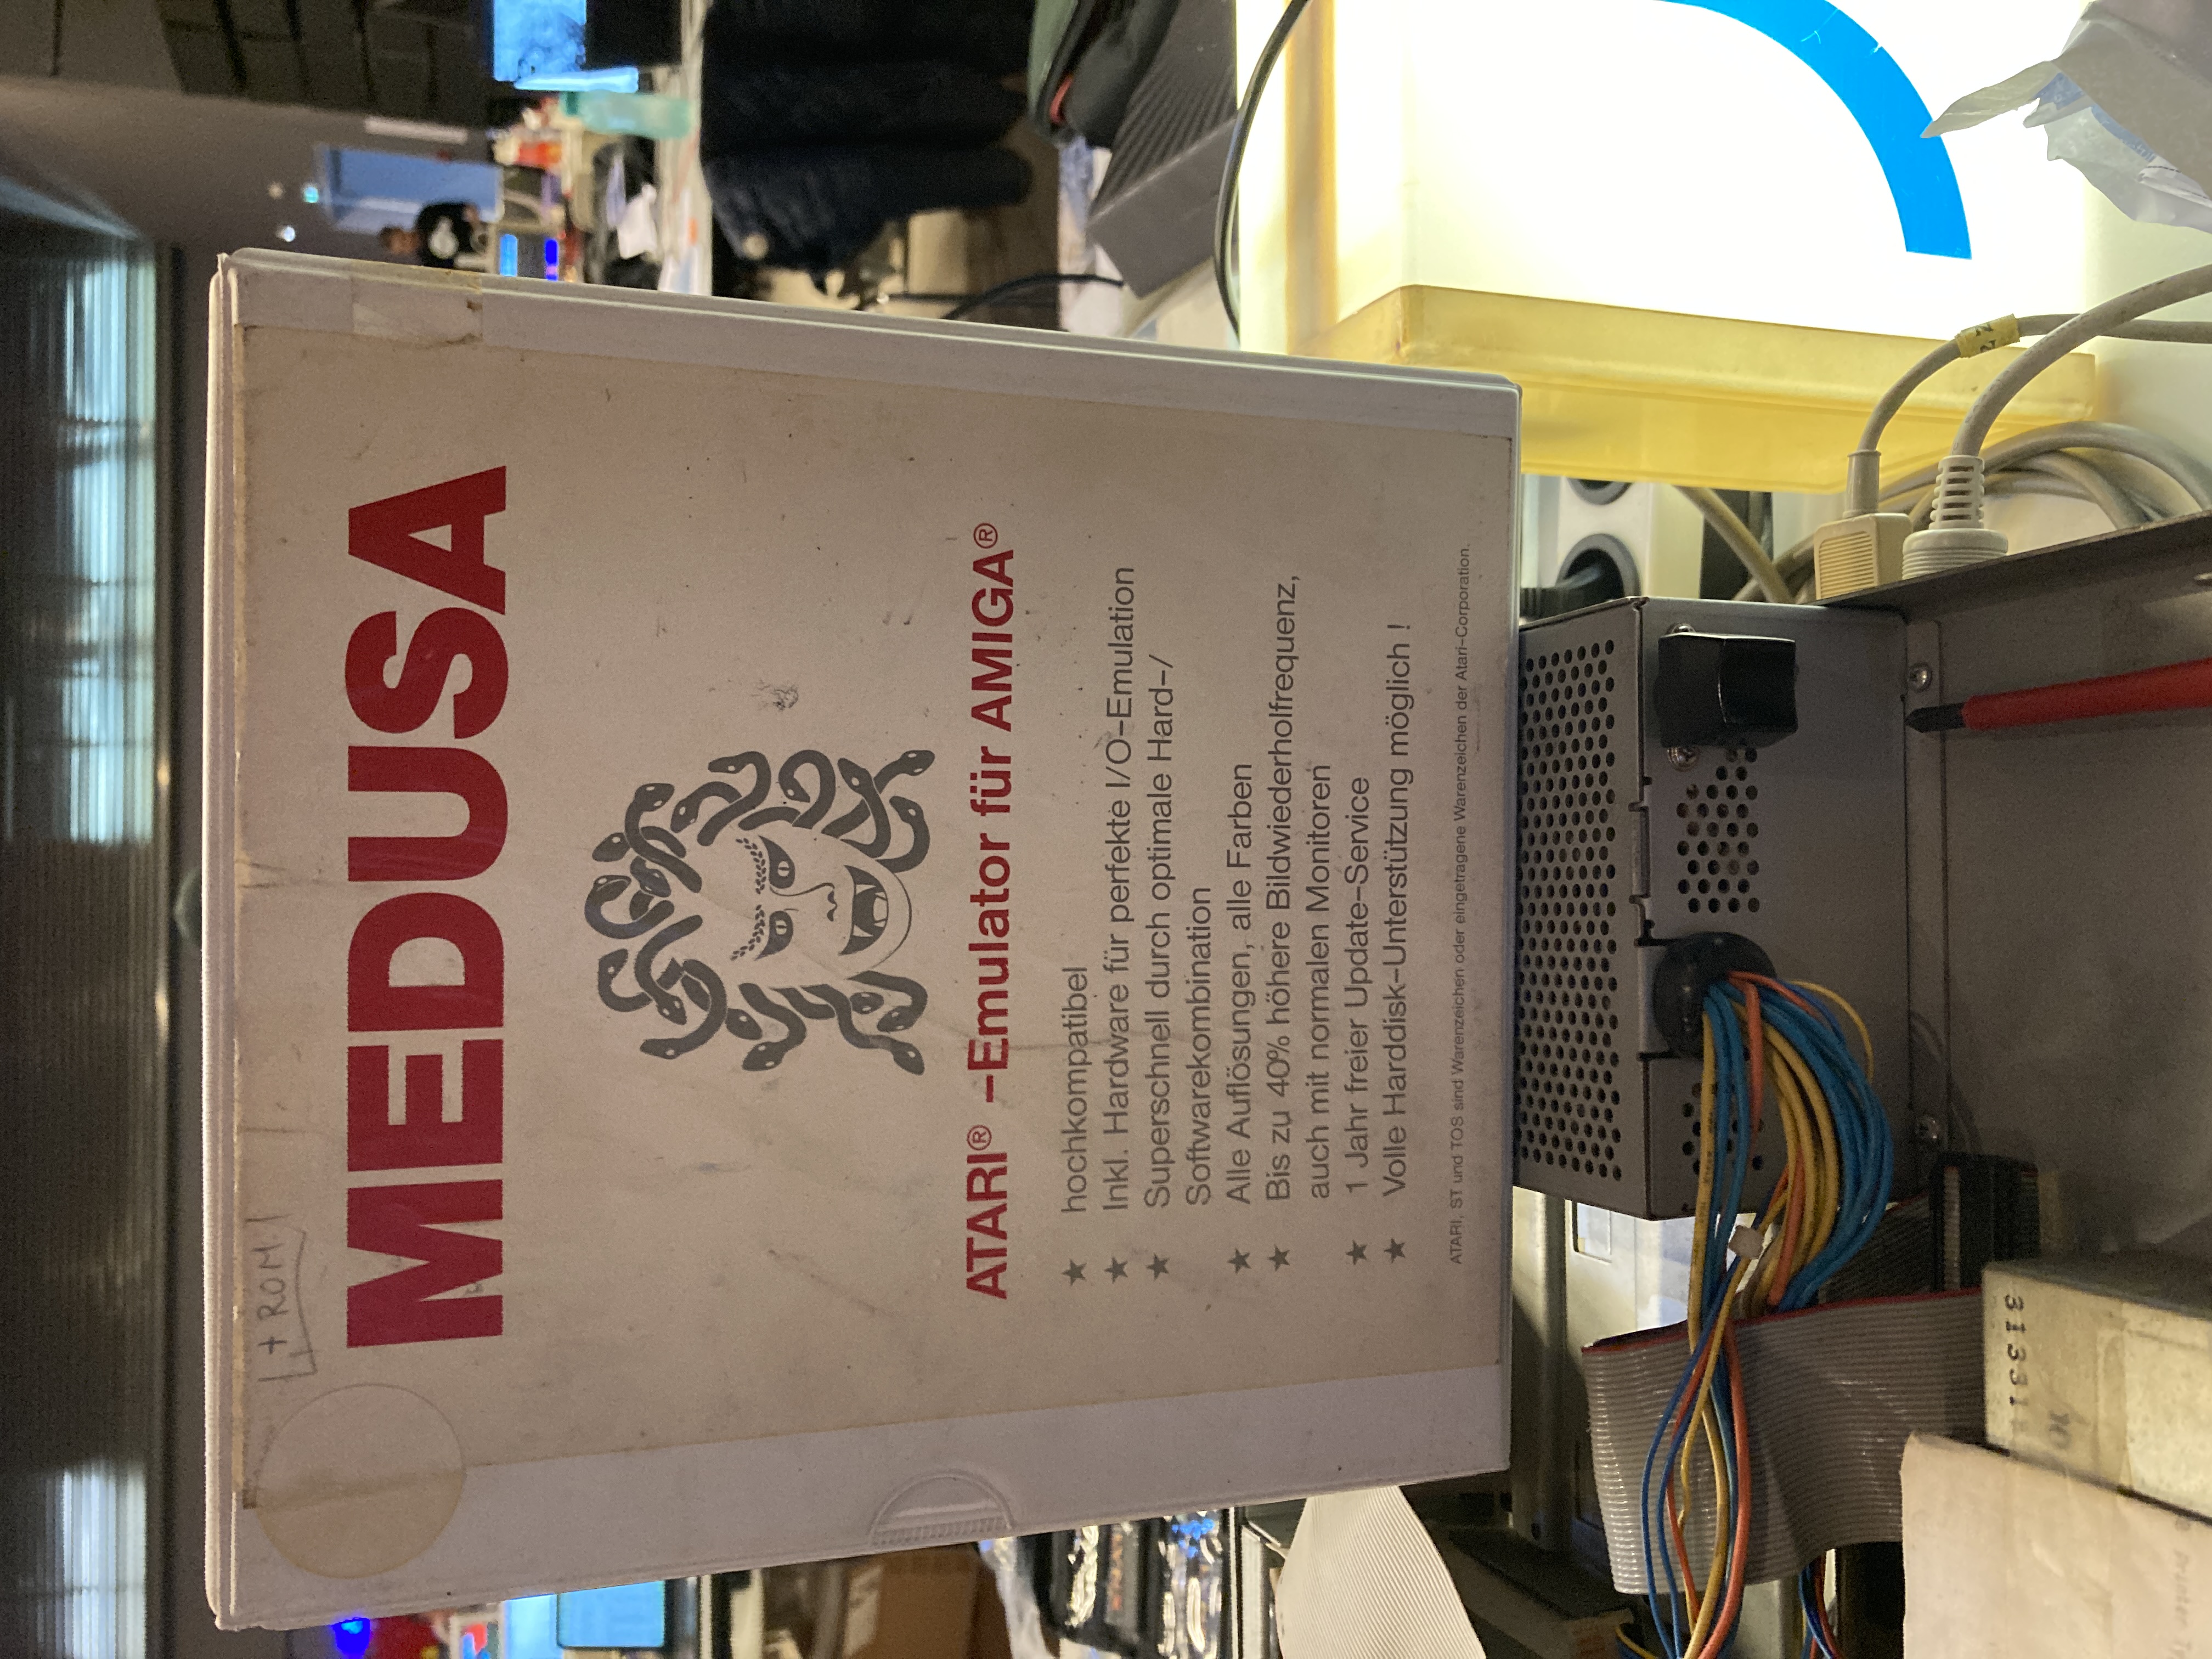 + ROM
MEDUSA
ATARI® –Emulator für AMIGA®
★ hochkompatibel
★ Inkl. Hardware für perfekte I/O–Emulation
★ Superschnell durch optimale Hard–/
Softwarekombination
★ Alle Auflösungen, alle Farben
★ Bis zu 40% höhere Bildwiederholfrequenz,
auch mit normalen Monitoren
★ 1 Jahr freier Update–Service
★ Volle Harddisk–Unterstützung möglich !
ATARI, ST und TOS sind Warenzeichen oder eingetragene Warenzeichen der Atari–Corporation.